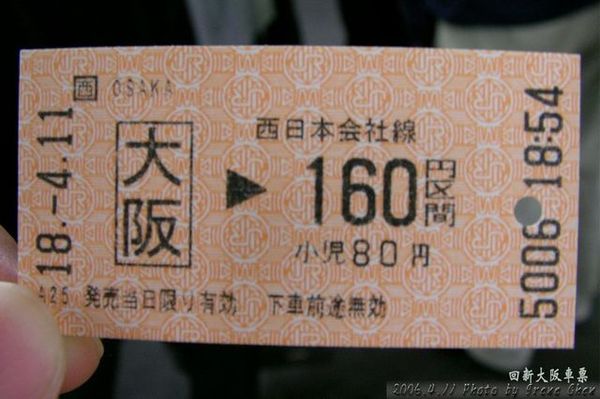 西 OSAKA
18.-4.11
大阪
西日本会社線
160円区間
小児80円
5006 18:54
A25 発売当日限り有効 下車前途無効
回新大阪車票
2006.4.11 Photo by